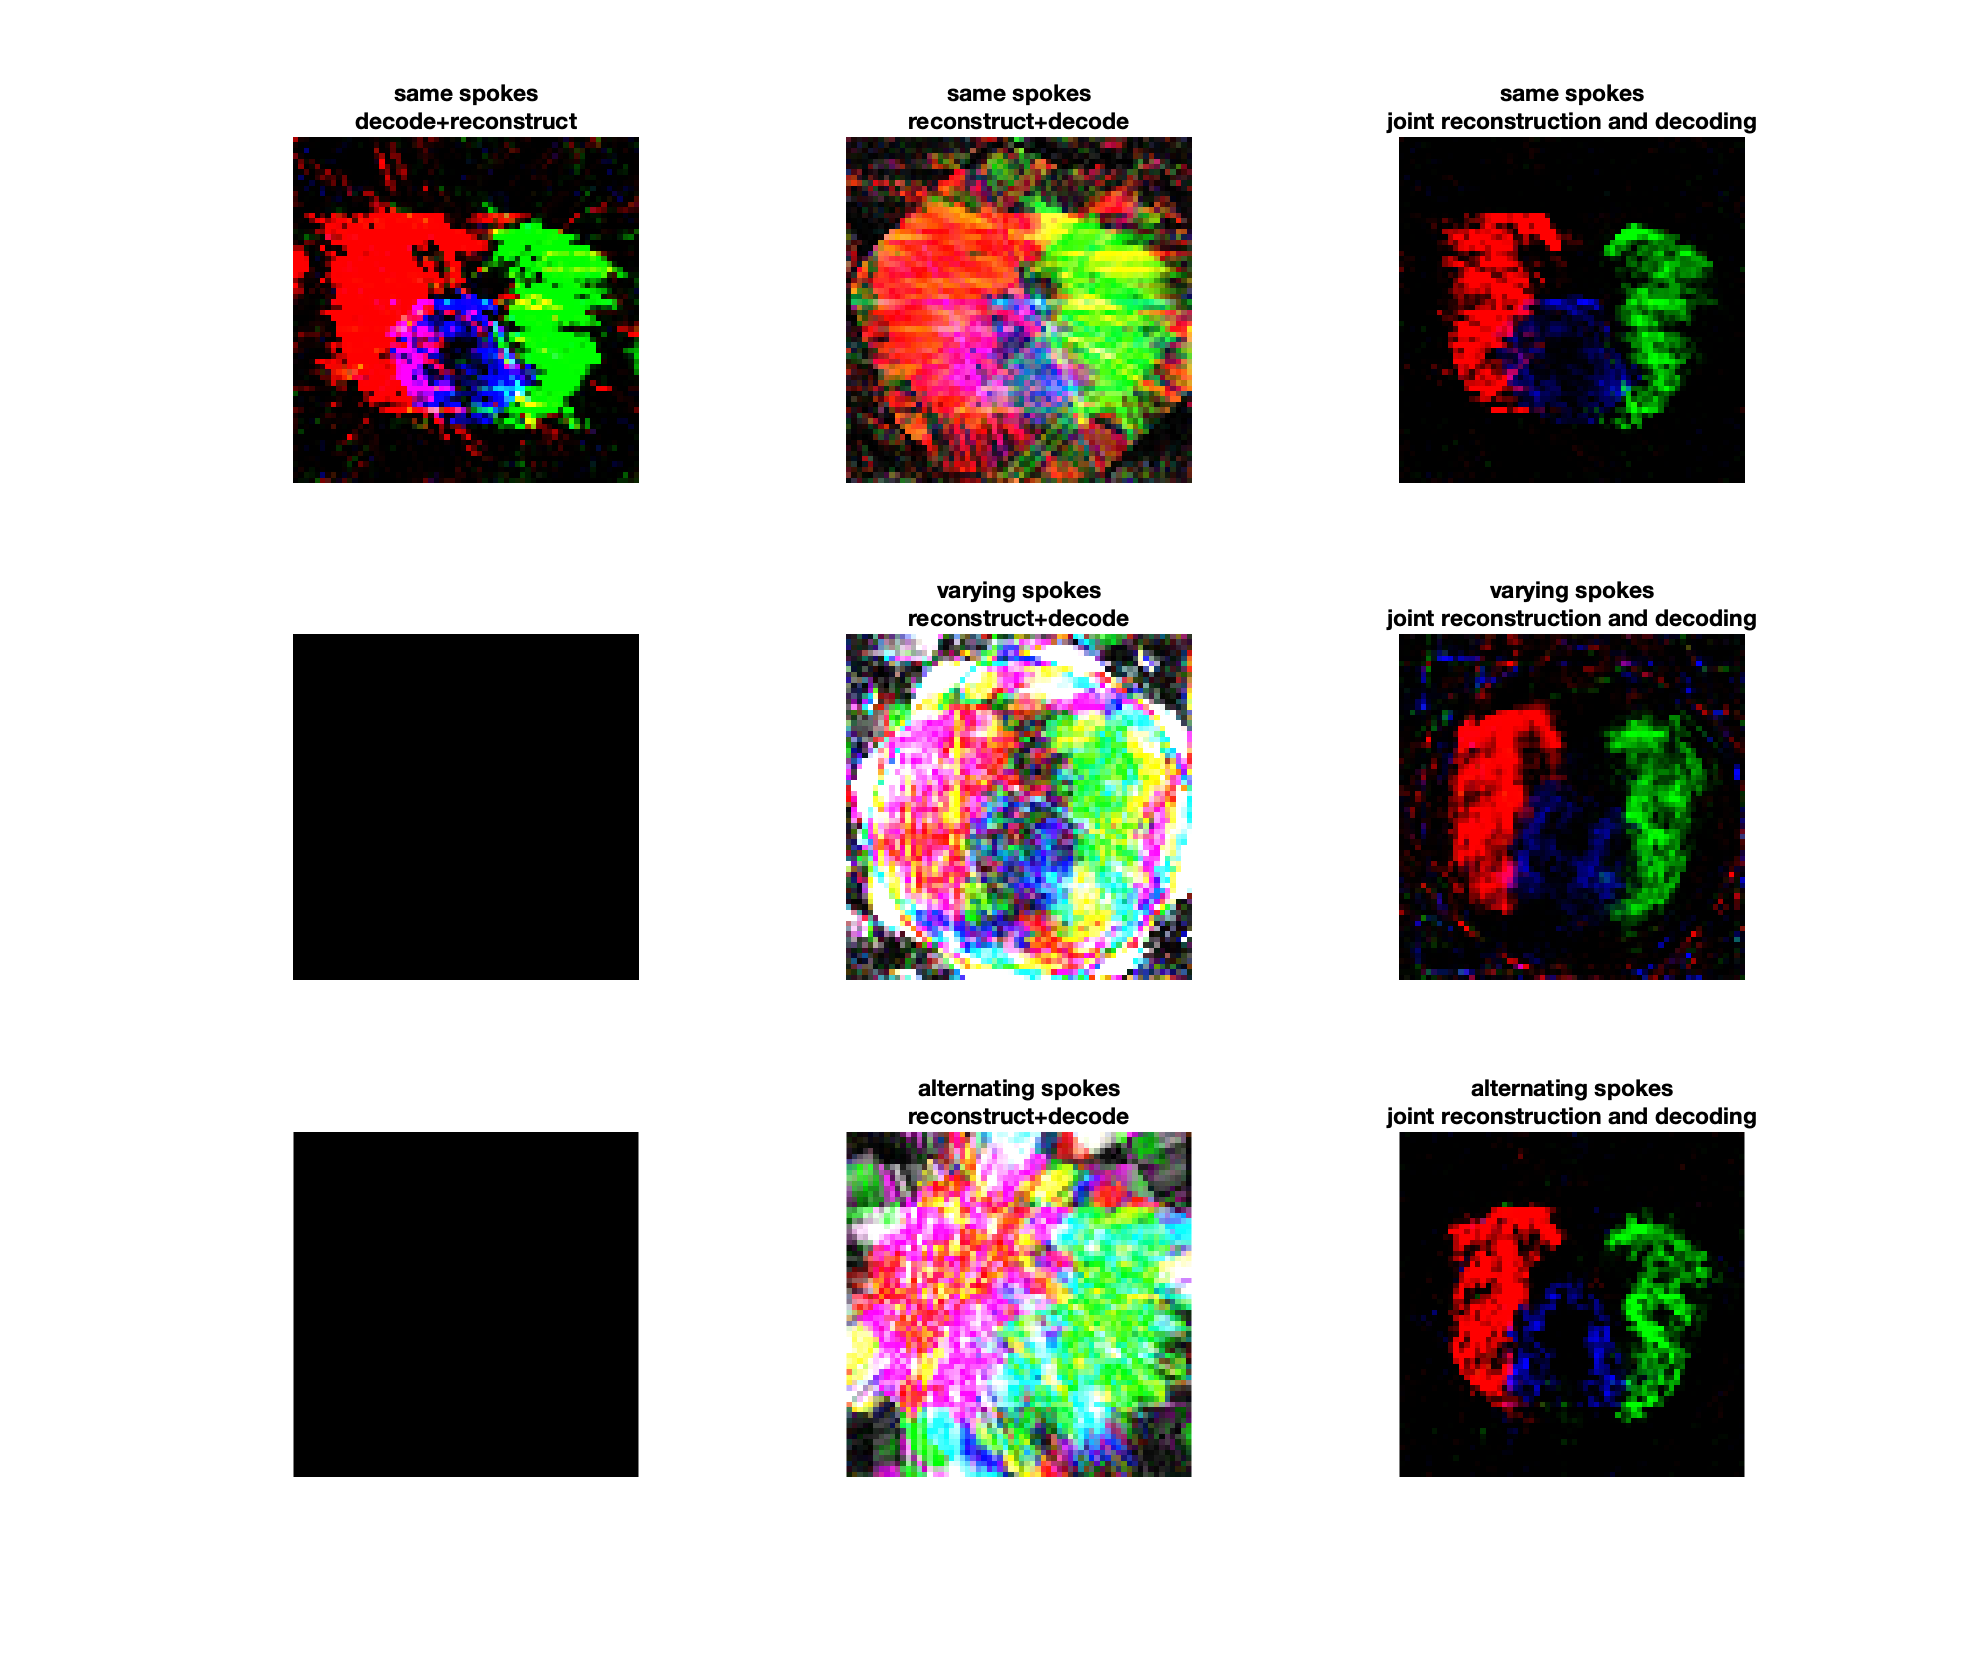 same spokes
decode+reconstruct
same spokes
reconstruct+decode
same spokes
joint reconstruction and decoding
varying spokes
reconstruct+decode
varying spokes
joint reconstruction and decoding
alternating spokes
reconstruct+decode
alternating spokes
joint reconstruction and decoding